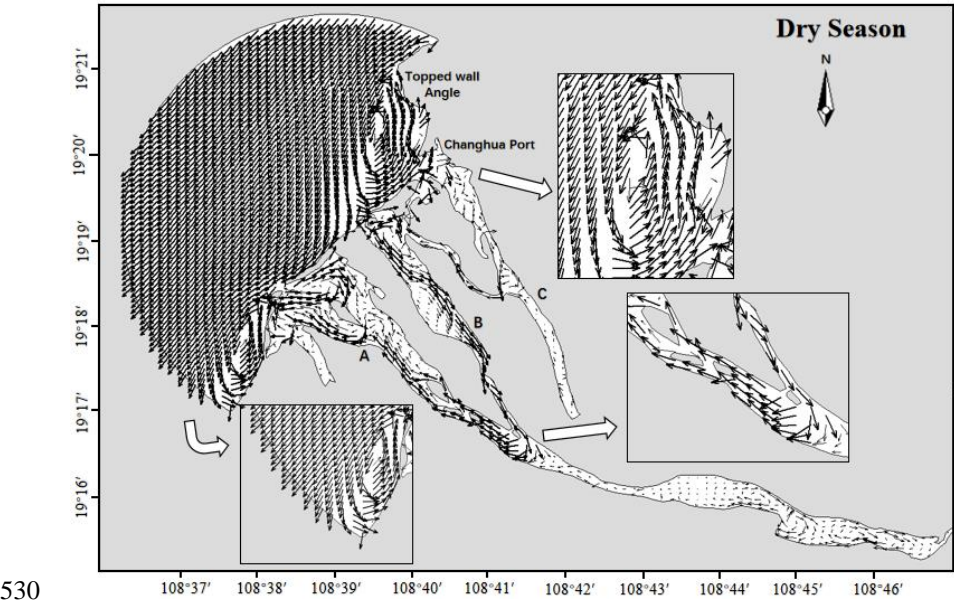 Dry Season
N
Topped wall
Angle
Changhua Port
C
B
A
19°21′
19°20′
19°19′
19°18′
19°17′
19°16′
530
108°37′ 108°38′ 108°39′ 108°40′ 108°41′ 108°42′ 108°43′ 108°44′ 108°45′ 108°46′